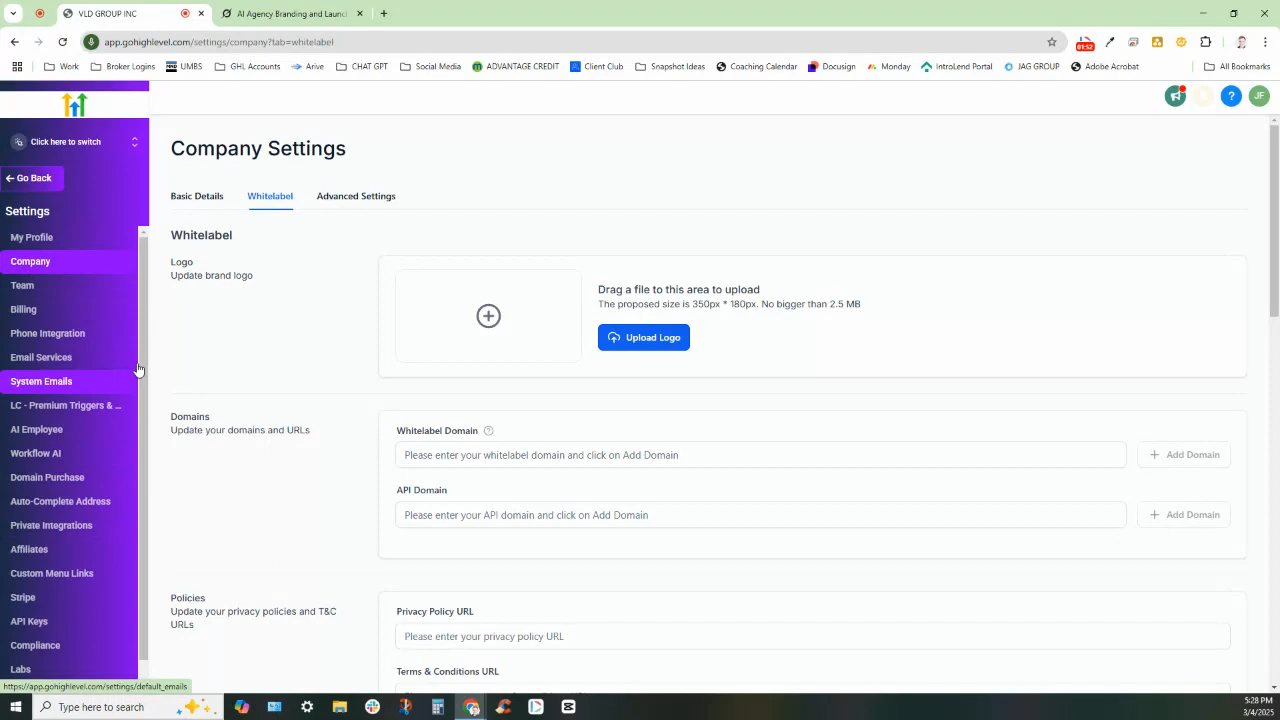 VLD GROUP INC
AI Agency Branding and Launc
app.gohighlevel.com/settings/company?tab=whitelabel
01:52
Work
Broker Logins
UMBS
GHL Accounts
Arive
CHAT GPT
Social Media
ADVANTAGE CREDIT
Client Club
Snapshot Ideas
Coaching Calendar
Docusign
Monday
IntroLend Portal
JAG GROUP
Adobe Acrobat
All Bookmarks
?
JF
Click here to switch
Go Back
Settings
My Profile
Company
Team
Billing
Phone Integration
Email Services
System Emails
LC - Premium Triggers & ...
AI Employee
Workflow AI
Domain Purchase
Auto-Complete Address
Private Integrations
Affiliates
Custom Menu Links
Stripe
API Keys
Compliance
Labs
Company Settings
Basic Details
Whitelabel
Advanced Settings
Whitelabel
Logo
Update brand logo
Drag a file to this area to upload
The proposed size is 350px * 180px. No bigger than 2.5 MB
Upload Logo
Domains
Update your domains and URLs
Whitelabel Domain
Please enter your whitelabel domain and click on Add Domain
Add Domain
API Domain
Please enter your API domain and click on Add Domain
Add Domain
Policies
Update your privacy policies and T&C
URLs
Privacy Policy URL
Please enter your privacy policy URL
Terms & Conditions URL
https://app.gohighlevel.com/settings/default_emails
Type here to search
5:28 PM
3/4/2025